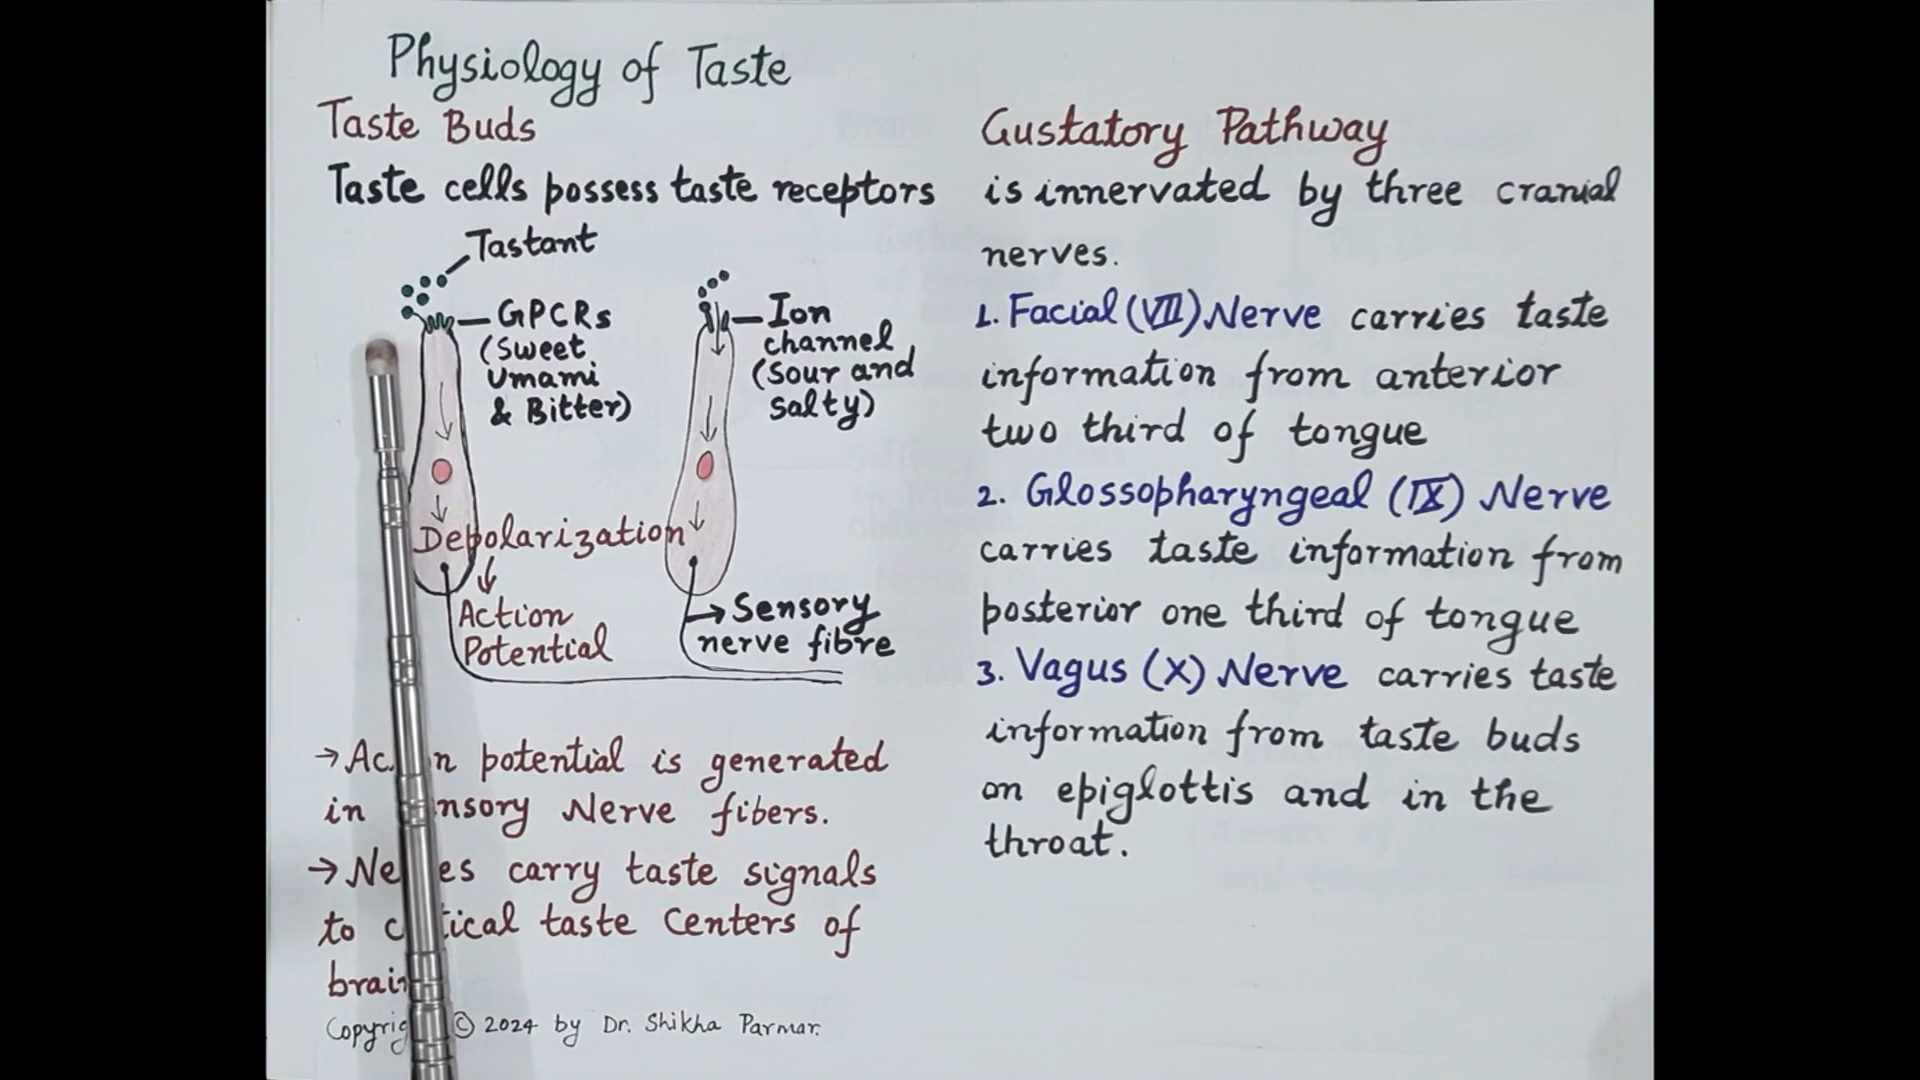 Physiology of Taste
Taste Buds
Taste cells possess taste receptors
Tastant
GPCRs
(Sweet
Umami
& Bitter)
Ion
channel
(Sour and
salty)
Depolarization
Action
Potential
Sensory
nerve fibre
→ potential is generated
in Nerve fibers.
→ carry taste signals
to taste Centers of
© 2024 by Dr. Shikha Parmar.
Gustatory Pathway
is innervated by three cranial
nerves.
1. Facial (VII) Nerve carries taste
information from anterior
two third of tongue
2. Glossopharyngeal (IX) Nerve
carries taste information from
posterior one third of tongue
3. Vagus (X) Nerve carries taste
information from taste buds
on epiglottis and in the
throat.